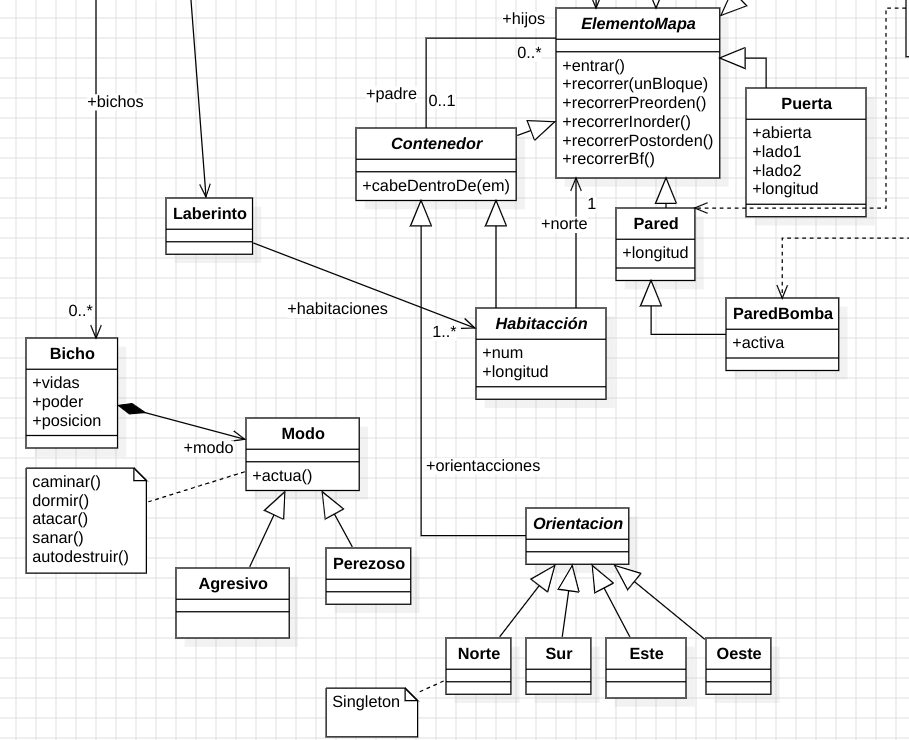 +hijos
0..*
ElementoMapa
+entrar()
+recorrer(unBloque)
+recorrerPreorden()
+recorrerInorder()
+recorrerPostorden()
+recorrerBf()
+bichos
+padre
0..1
Puerta
+abierta
+lado1
+lado2
+longitud
Contenedor
+cabeDentroDe(em)
Laberinto
1
+norte
Pared
+longitud
+habitaciones
1..*
0..*
Habitacción
+num
+longitud
ParedBomba
+activa
Bicho
+vidas
+poder
+posicion
+modo
Modo
+actua()
+orientacciones
caminar()
dormir()
atacar()
sanar()
autodestruir()
Agresivo
Perezoso
Orientacion
Norte
Sur
Este
Oeste
Singleton